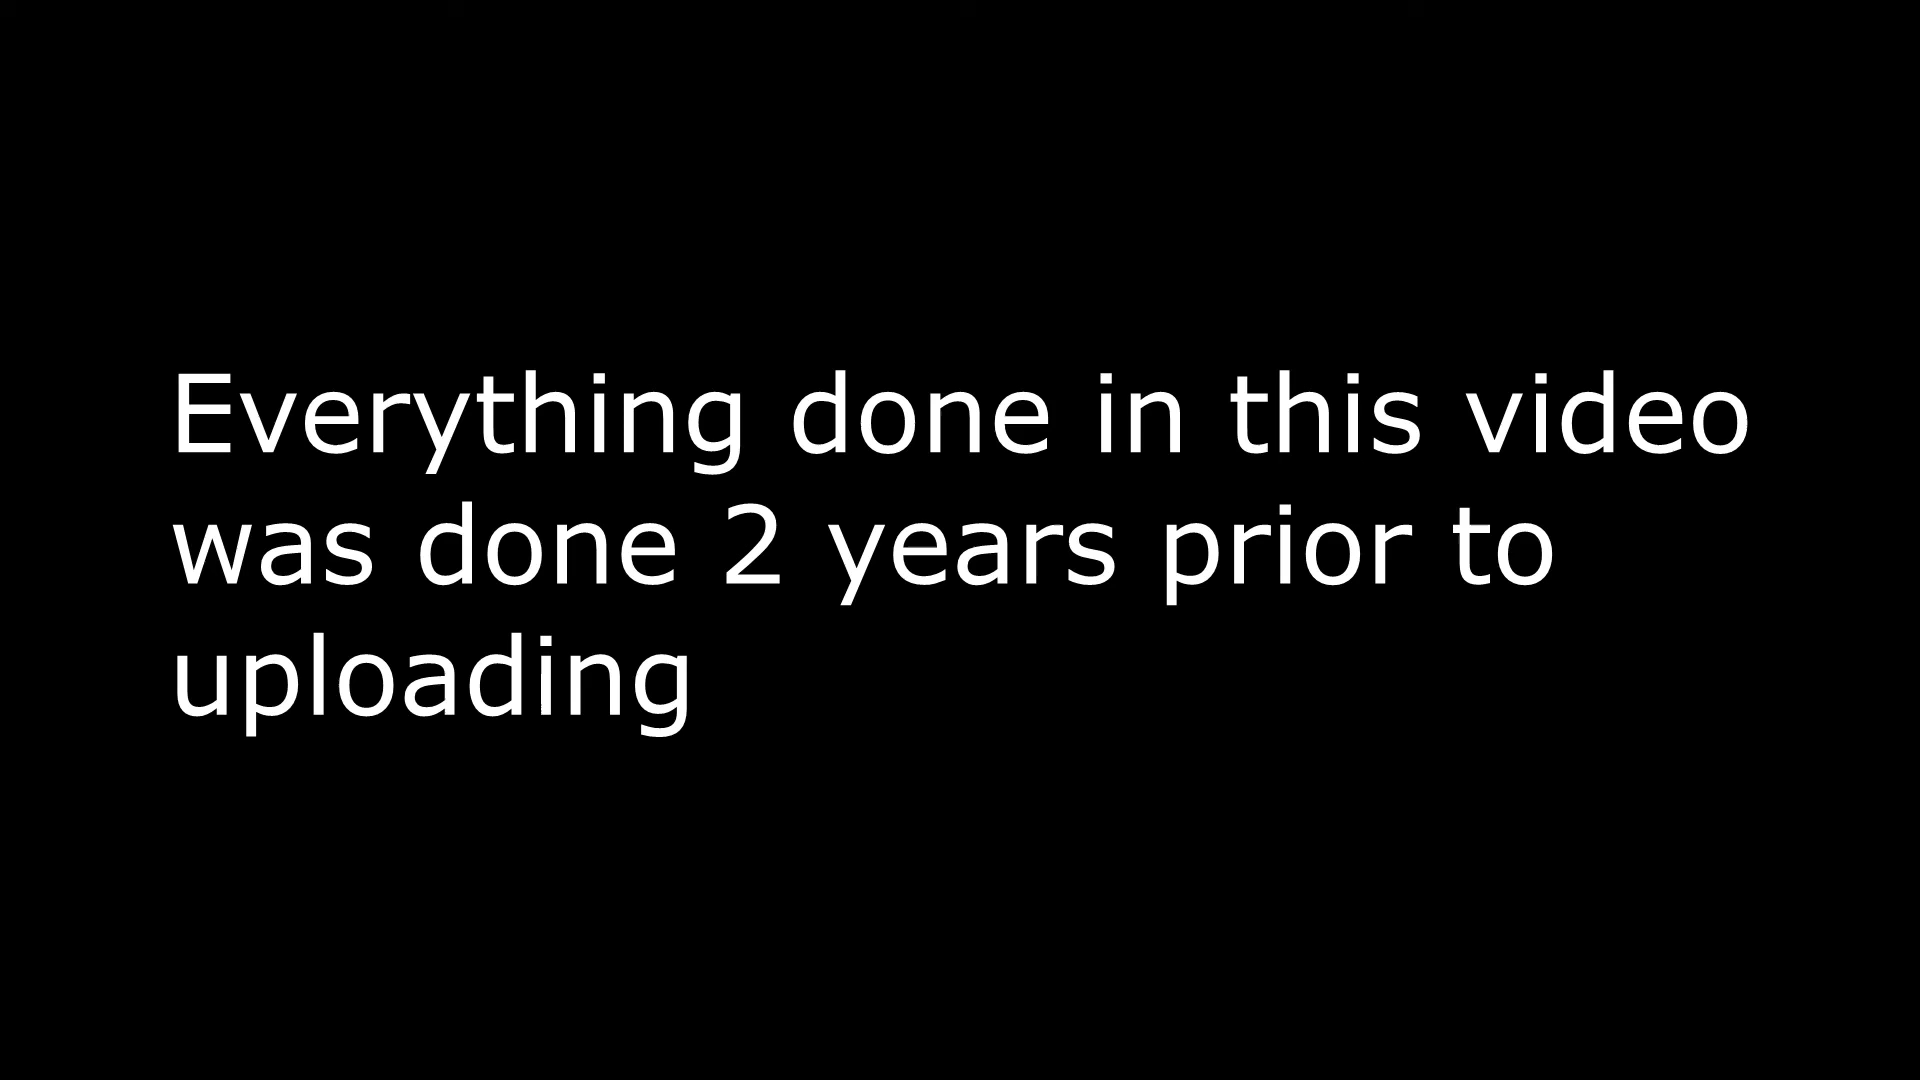 Everything done in this video
was done 2 years prior to
uploading